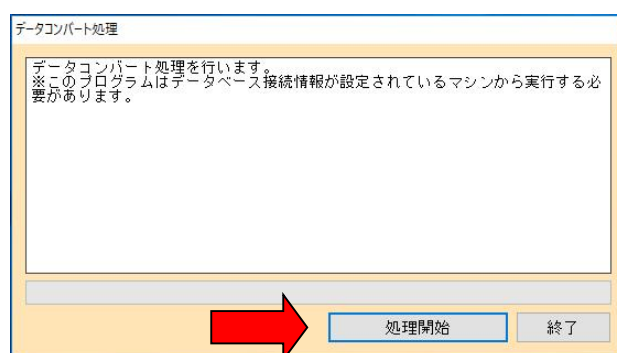 データコンバート処理
データコンバート処理を行います。
※このプログラムはデータベース接続情報が設定されているマシンから実行する必
要があります。
処理開始
終了